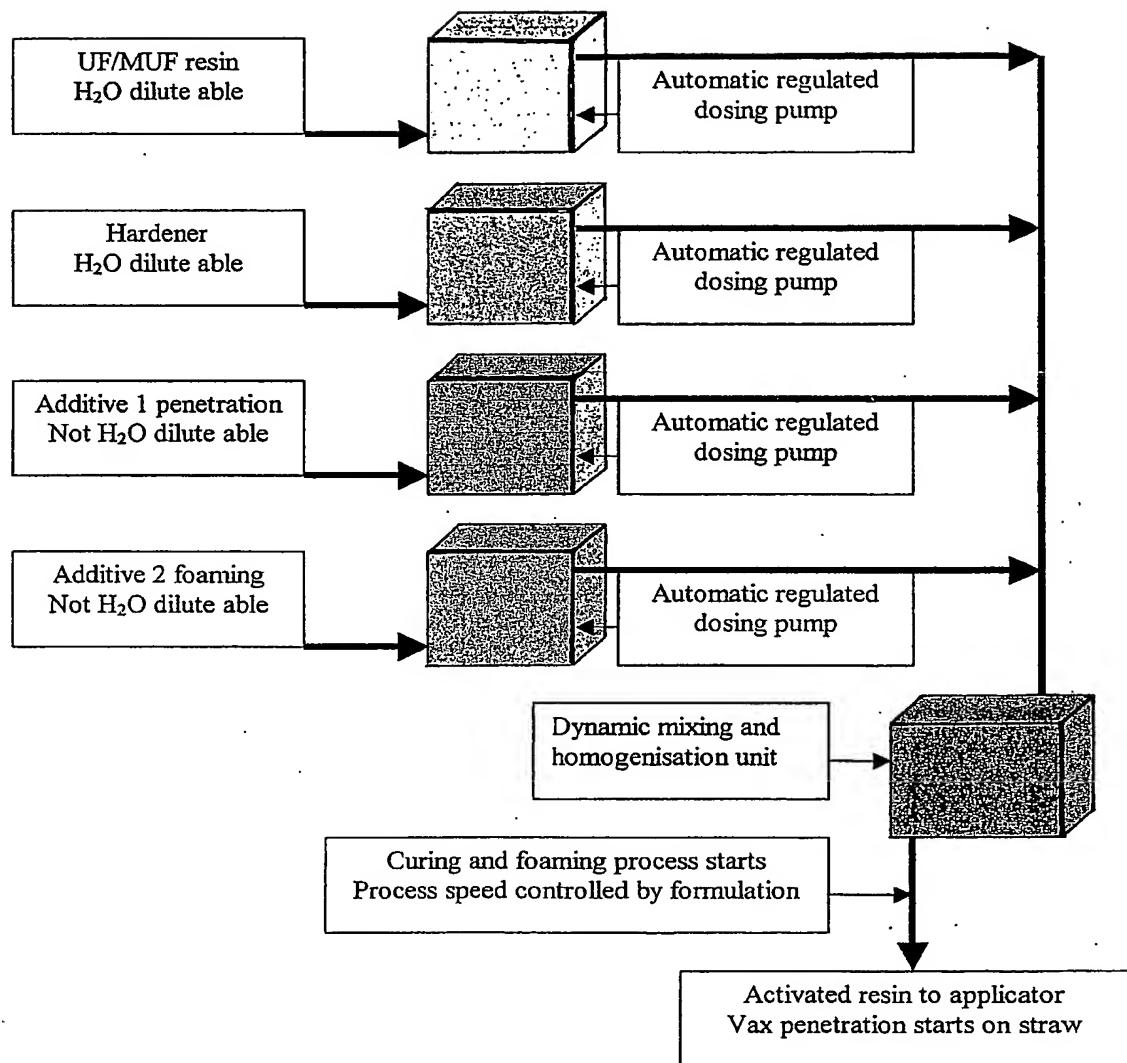 UF/MUF resin
H₂O dilute able
Automatic regulated
dosing pump
Hardener
H₂O dilute able
Automatic regulated
dosing pump
Additive 1 penetration
Not H₂O dilute able
Automatic regulated
dosing pump
Additive 2 foaming
Not H₂O dilute able
Automatic regulated
dosing pump
Dynamic mixing and
homogenisation unit
Curing and foaming process starts
Process speed controlled by formulation
Activated resin to applicator
Vax penetration starts on straw